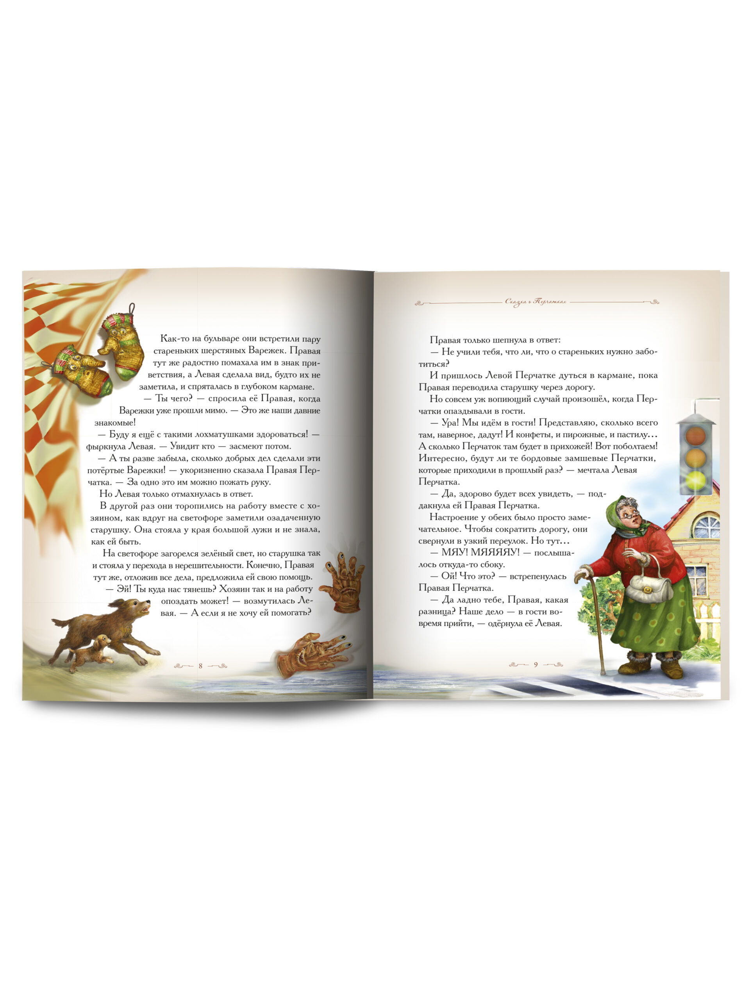 Как-то на бульваре они встретили пару
стареньких шерстяных Варежек. Правая
тут же радостно помахала им в знак при-
ветствия, а Левая сделала вид, будто их не
заметила, и спряталась в глубоком кармане.
— Ты чего? — спросила её Правая, когда
Варежки уже прошли мимо. — Это же наши давние
знакомые!
— Буду я ещё с такими лохматушками здороваться! —
фыркнула Левая. — Увидит кто — засмеют потом.
— А ты разве забыла, сколько добрых дел сделали эти
потёртые Варежки! — укоризненно сказала Правая Пер-
чатка. — За одно это им можно пожать руку.
Но Левая только отмахнулась в ответ.
В другой раз они торопились на работу вместе с хо-
зяином, как вдруг на светофоре заметили озадаченную
старушку. Она стояла у края большой лужи и не знала,
как ей быть.
На светофоре загорелся зелёный свет, но старушка так
и стояла у перехода в нерешительности. Конечно, Правая
тут же, отложив все дела, предложила ей свою помощь.
— Эй! Ты куда нас тянешь? Хозяин так и на работу
опоздать может! — возмутилась Ле-
вая. — А если я не хочу ей помогать?
8
Сказка о Перчатках
Правая только шепнула в ответ:
— Не учили тебя, что ли, что о стареньких нужно забо-
титься?
И пришлось Левой Перчатке дуться в кармане, пока
Правая переводила старушку через дорогу.
Но совсем уж вопиющий случай произошёл, когда Пер-
чатки опаздывали в гости.
— Ура! Мы идём в гости! Представляю, сколько всего
там, наверное, дадут! И конфеты, и пирожные, и пастилу...
А сколько Перчаток там будет в прихожей! Вот поболтаем!
Интересно, будут ли те бордовые замшевые Перчатки,
которые приходили в прошлый раз? — мечтала Левая
Перчатка.
— Да, здорово будет всех увидеть, — под-
дакнула ей Правая Перчатка.
Настроение у обеих было просто заме-
чательное. Чтобы сократить дорогу, они
свернули в узкий переулок. Но тут...
— МЯУ! МЯЯЯЯУ! — послыша-
лось откуда-то сбоку.
— Ой! Что это? — встрепенулась
Правая Перчатка.
— Да ладно тебе, Правая, какая
разница? Наше дело — в гости во-
время прийти, — одёрнула её Левая.
9